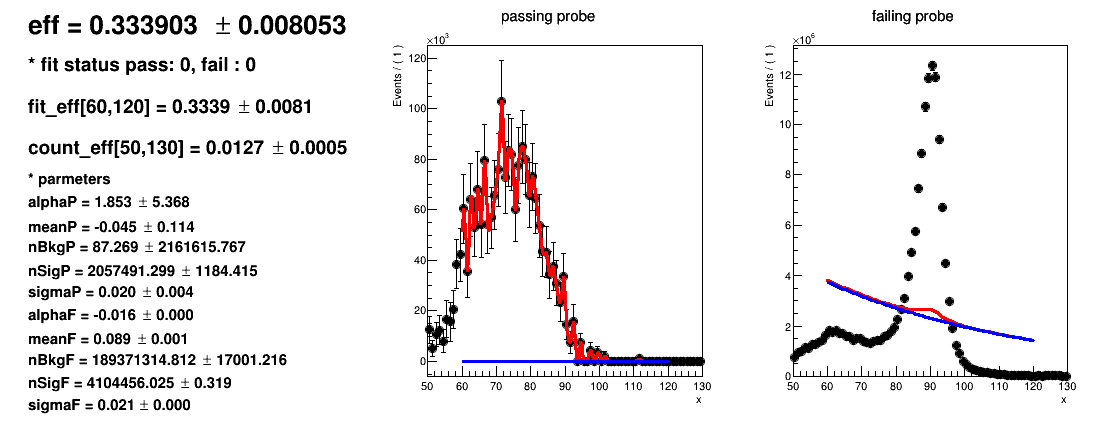 eff = 0.333903 ± 0.008053
* fit status pass: 0, fail : 0
fit_eff[60,120] = 0.3339 ± 0.0081
count_eff[50,130] = 0.0127 ± 0.0005
* parmeters
alphaP = 1.853 ± 5.368
meanP = -0.045 ± 0.114
nBkgP = 87.269 ± 2161615.767
nSigP = 2057491.299 ± 1184.415
sigmaP = 0.020 ± 0.004
alphaF = -0.016 ± 0.000
meanF = 0.089 ± 0.001
nBkgF = 189371314.812 ± 17001.216
nSigF = 4104456.025 ± 0.319
sigmaF = 0.021 ± 0.000
passing probe
×10³
Events / ( 1 )
120
100
80
60
40
20
0
50 60 70 80 90 100 110 120 130
x
failing probe
×10⁶
Events / ( 1 )
12
10
8
6
4
2
0
50 60 70 80 90 100 110 120 130
x